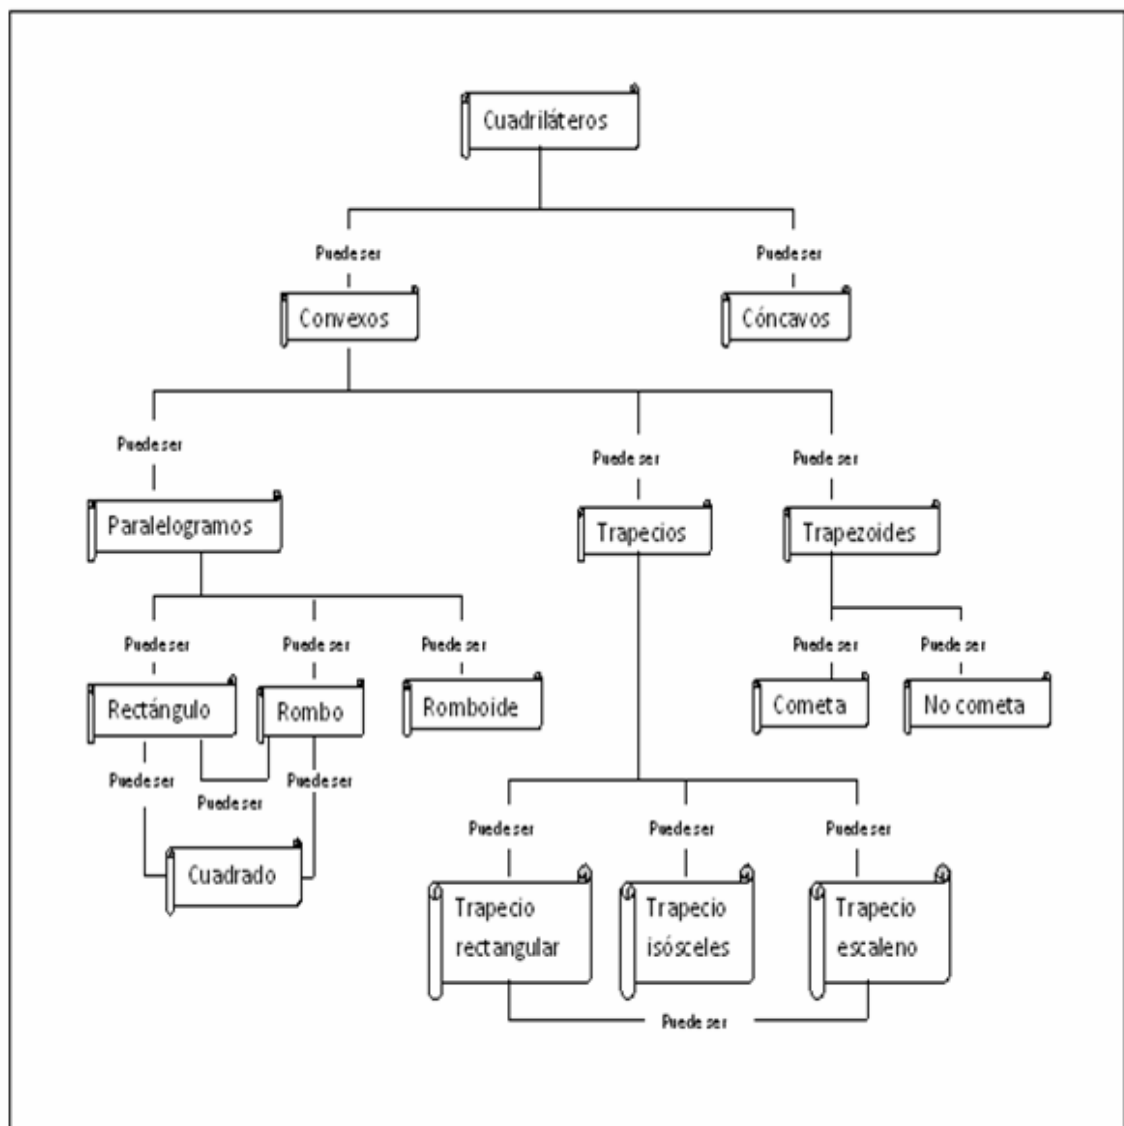 Cuadriláteros
Puede ser
Puede ser
Convexos
Cóncavos
Puede ser
Puede ser
Puede ser
Paralelogramos
Trapecios
Trapezoides
Puede ser
Puede ser
Puede ser
Puede ser
Puede ser
Rectángulo
Rombo
Romboide
Cometa
No cometa
Puede ser
Puede ser
Puede ser
Puede ser
Puede ser
Puede ser
Cuadrado
Trapecio
rectangular
Trapecio
isósceles
Trapecio
escaleno
Puede ser